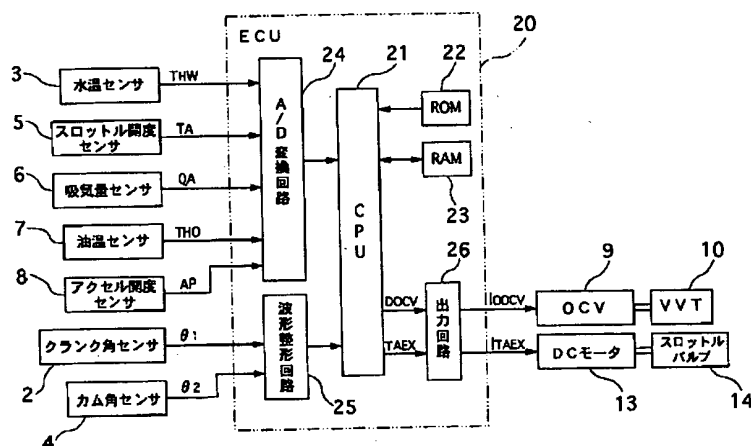 ECU
20
3
水温センサ
THW
24
A/D変換回路
21
CPU
22
ROM
5
スロットル開度
センサ
TA
RAM
23
6
吸気量センサ
QA
7
油温センサ
THO
8
アクセル開度
センサ
AP
26
出力回路
DOCV
IDOCV
9
OCV
10
VVT
TAEX
ITAEX
DCモータ
13
スロットル
バルブ
14
クランク角センサ
θ1
2
波形整形回路
25
カム角センサ
θ2
4